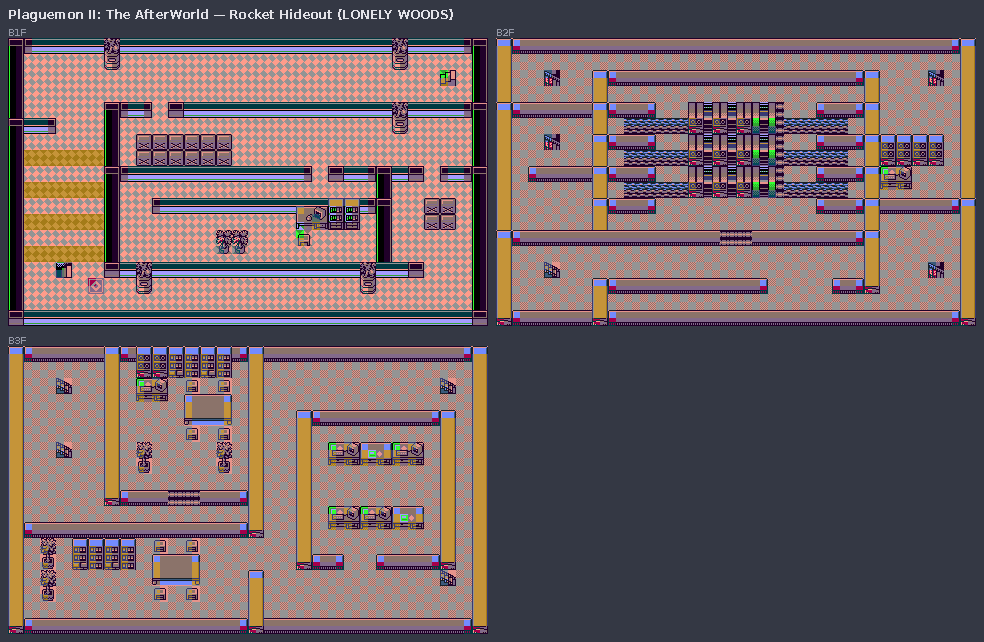 Plaguemon II: The AfterWorld — Rocket Hideout (LONELY WOODS)
B1F
B2F
B3F